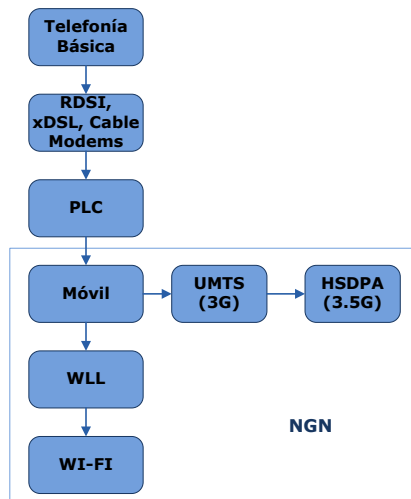 Telefonía
Básica
RDSI,
xDSL, Cable
Modems
PLC
Móvil
UMTS
(3G)
HSDPA
(3.5G)
WLL
NGN
WI-FI